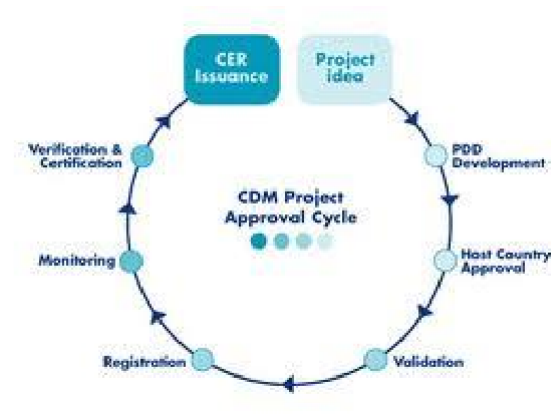 CER
Issuance
Project
idea
PDD
Development
Host Country
Approval
Validation
Registration
Monitoring
Verification &
Certification
CDM Project
Approval Cycle